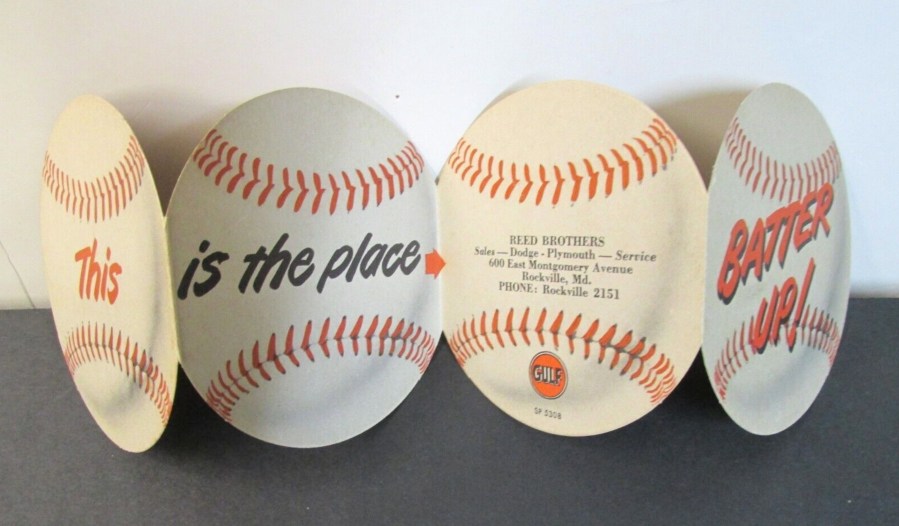 This
is the place
REED BROTHERS
Sales — Dodge - Plymouth — Service
600 East Montgomery Avenue
Rockville, Md.
PHONE: Rockville 2151
GULF
SP 5308
BATTER
UP!